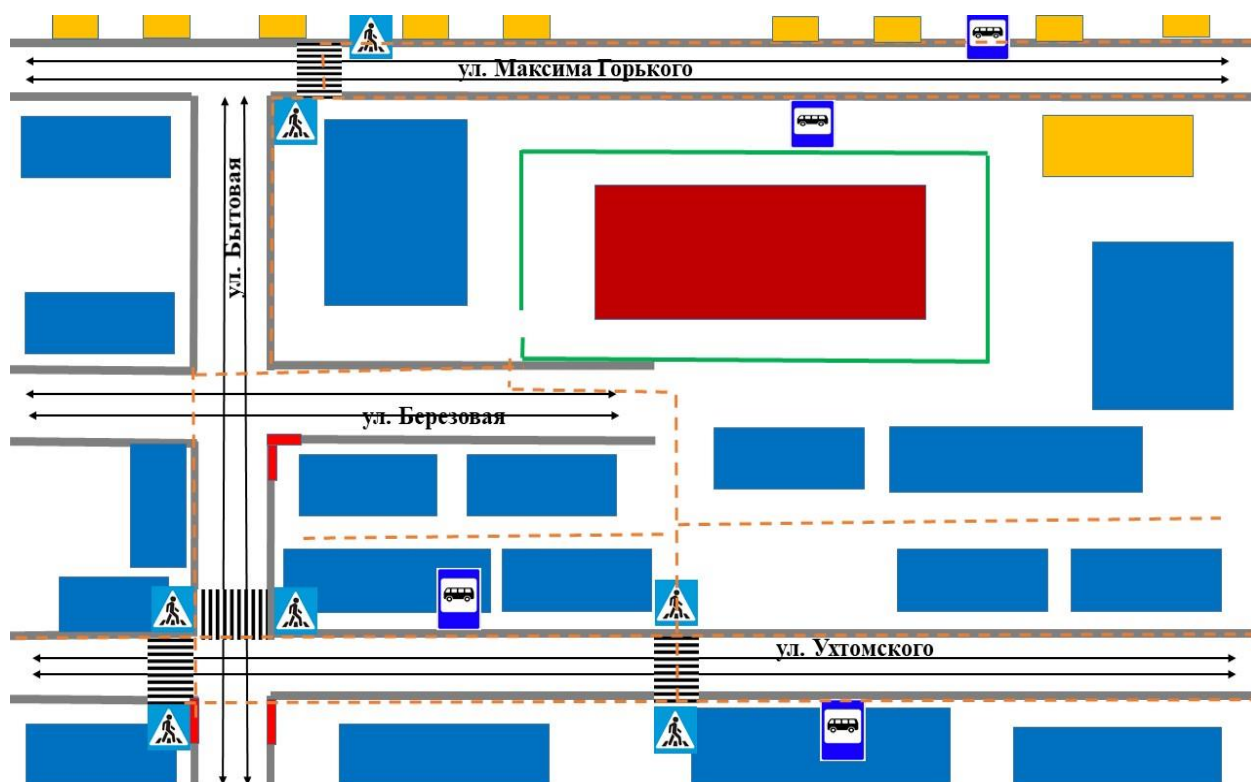 ул. Максима Горького
ул. Бытовая
ул. Березовая
ул. Ухтомского